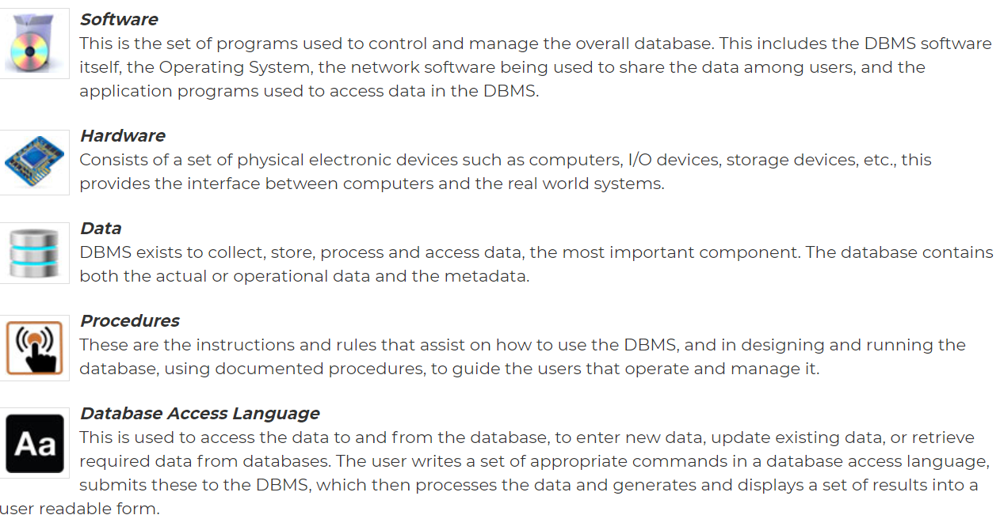 Software
This is the set of programs used to control and manage the overall database. This includes the DBMS software
itself, the Operating System, the network software being used to share the data among users, and the
application programs used to access data in the DBMS.
Hardware
Consists of a set of physical electronic devices such as computers, I/O devices, storage devices, etc., this
provides the interface between computers and the real world systems.
Data
DBMS exists to collect, store, process and access data, the most important component. The database contains
both the actual or operational data and the metadata.
Procedures
These are the instructions and rules that assist on how to use the DBMS, and in designing and running the
database, using documented procedures, to guide the users that operate and manage it.
Database Access Language
Aa
This is used to access the data to and from the database, to enter new data, update existing data, or retrieve
required data from databases. The user writes a set of appropriate commands in a database access language,
submits these to the DBMS, which then processes the data and generates and displays a set of results into a
user readable form.